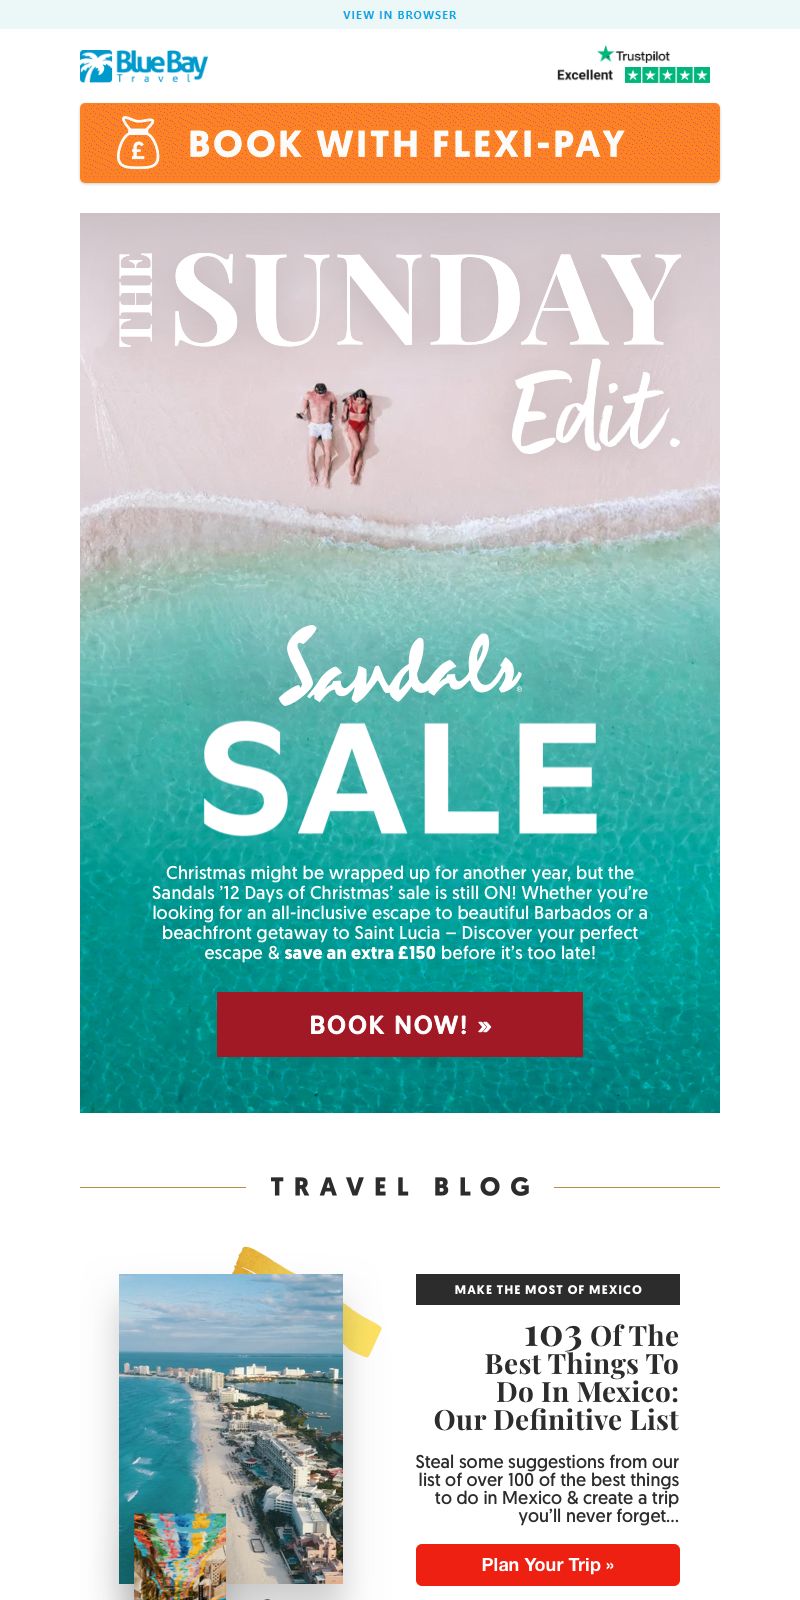 VIEW IN BROWSER
Blue Bay
Travel
Trustpilot
Excellent
£
BOOK WITH FLEXI-PAY
THE SUNDAY
Edit.
Sandals®
SALE
Christmas might be wrapped up for another year, but the
Sandals '12 Days of Christmas' sale is still ON! Whether you're
looking for an all-inclusive escape to beautiful Barbados or a
beachfront getaway to Saint Lucia – Discover your perfect
escape & save an extra £150 before it's too late!
BOOK NOW! »
TRAVEL BLOG
MAKE THE MOST OF MEXICO
103 Of The
Best Things To
Do In Mexico:
Our Definitive List
Steal some suggestions from our
list of over 100 of the best things
to do in Mexico & create a trip
you'll never forget...
Plan Your Trip »